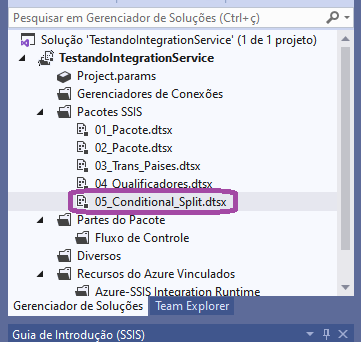 Pesquisar em Gerenciador de Soluções (Ctrl+ç)
Solução 'TestandoIntegrationService' (1 de 1 projeto)
TestandoIntegrationService
Project.params
Gerenciadores de Conexões
Pacotes SSIS
01_Pacote.dtsx
02_Pacote.dtsx
03_Trans_Paises.dtsx
04_Qualificadores.dtsx
05_Conditional_Split.dtsx
Partes do Pacote
Fluxo de Controle
Diversos
Recursos do Azure Vinculados
Azure-SSIS Integration Runtime
Gerenciador de Soluções Team Explorer
Guia de Introdução (SSIS)